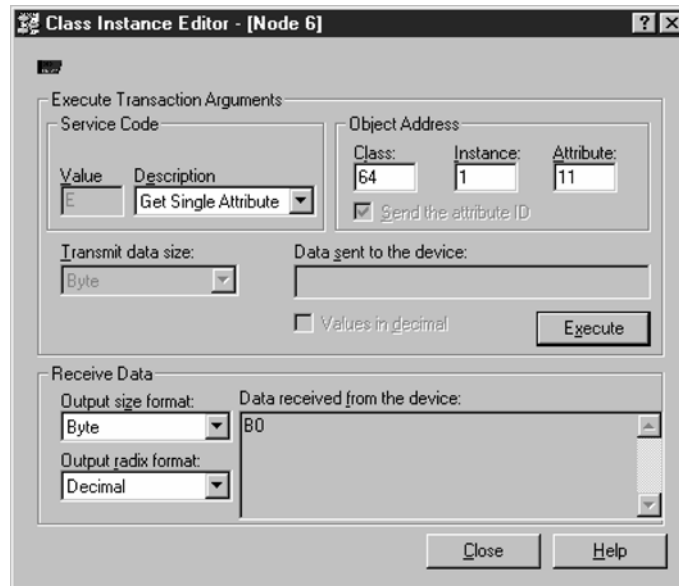 Class Instance Editor - [Node 6]
Execute Transaction Arguments
Service Code
Object Address
Value
Description
Class:
Instance:
Attribute:
E
Get Single Attribute
64
1
11
Send the attribute ID
Transmit data size:
Data sent to the device:
Byte
Values in decimal
Execute
Receive Data
Output size format:
Data received from the device:
Byte
B0
Output radix format:
Decimal
Close
Help